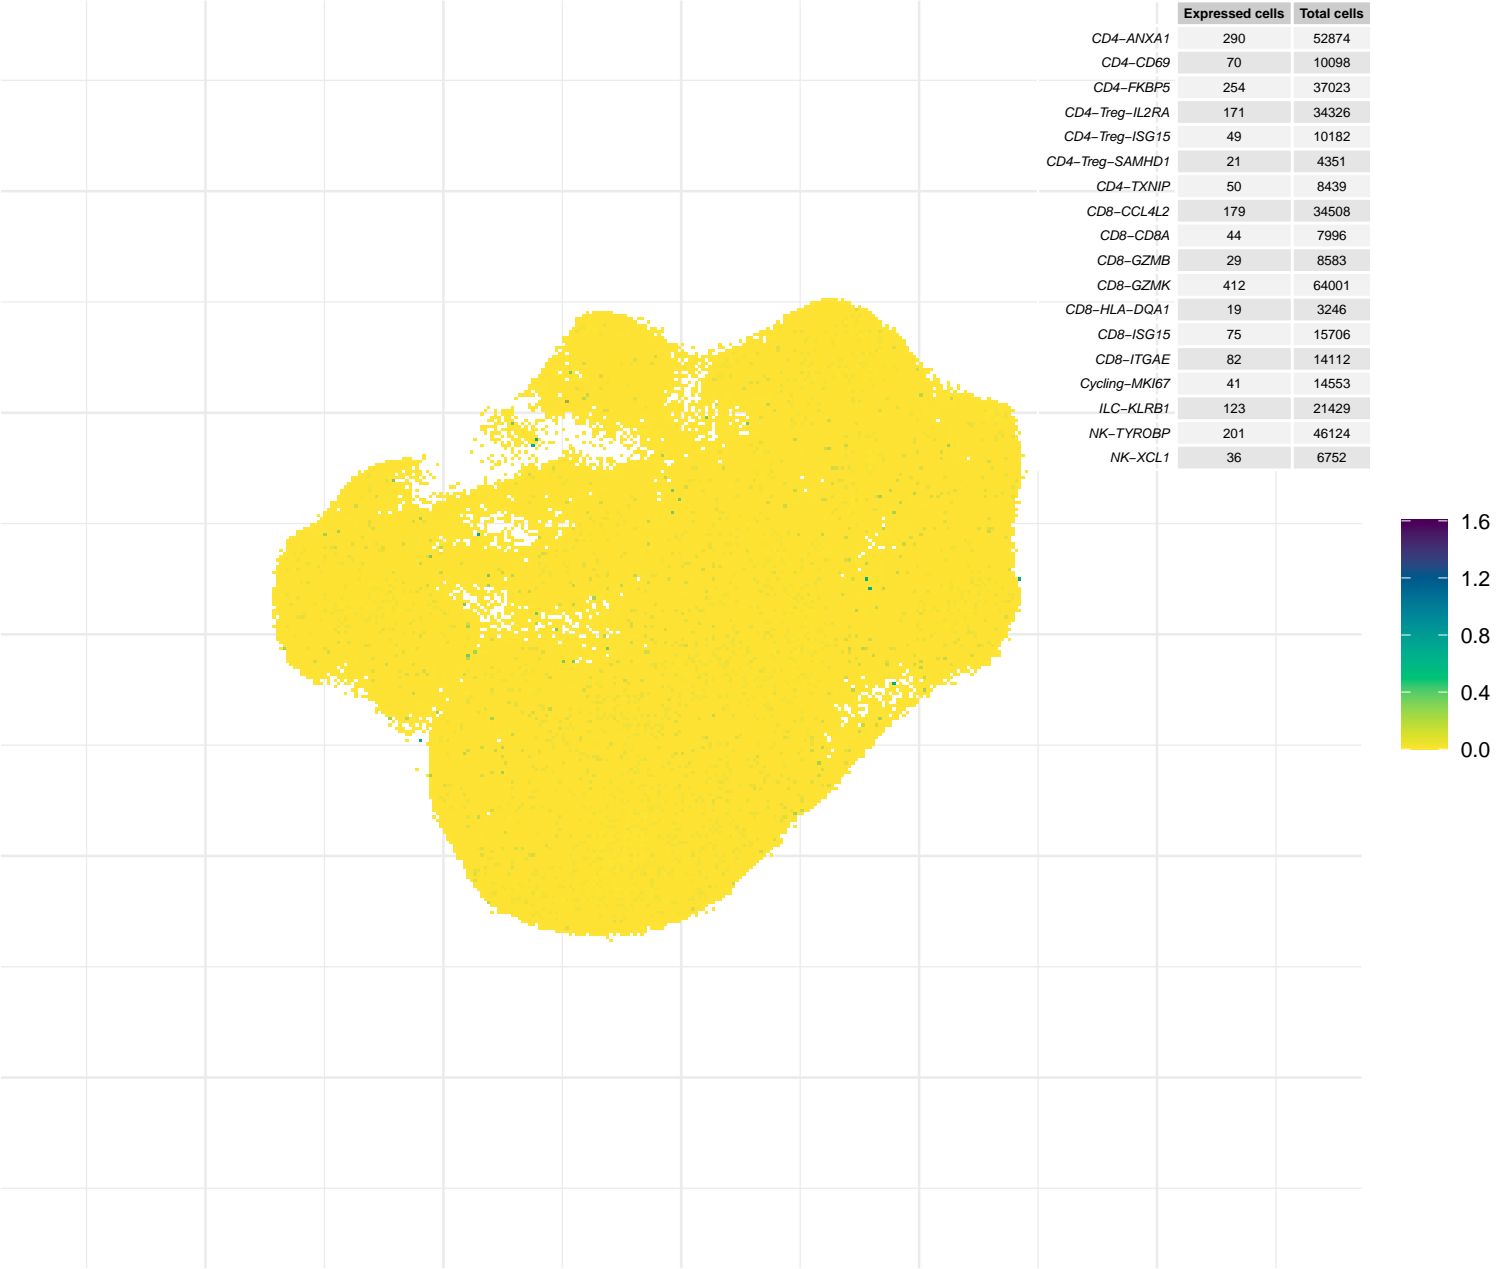 Expressed cells Total cells
CD4−ANXA1 290 52874
CD4−CD69 70 10098
CD4−FKBP5 254 37023
CD4−Treg−IL2RA 171 34326
CD4−Treg−ISG15 49 10182
CD4−Treg−SAMHD1 21 4351
CD4−TXNIP 50 8439
CD8−CCL4L2 179 34508
CD8−CD8A 44 7996
CD8−GZMB 29 8583
CD8−GZMK 412 64001
CD8−HLA−DQA1 19 3246
CD8−ISG15 75 15706
CD8−ITGAE 82 14112
Cycling−MKI67 41 14553
ILC−KLRB1 123 21429
NK−TYROBP 201 46124
NK−XCL1 36 6752
1.6
1.2
0.8
0.4
0.0